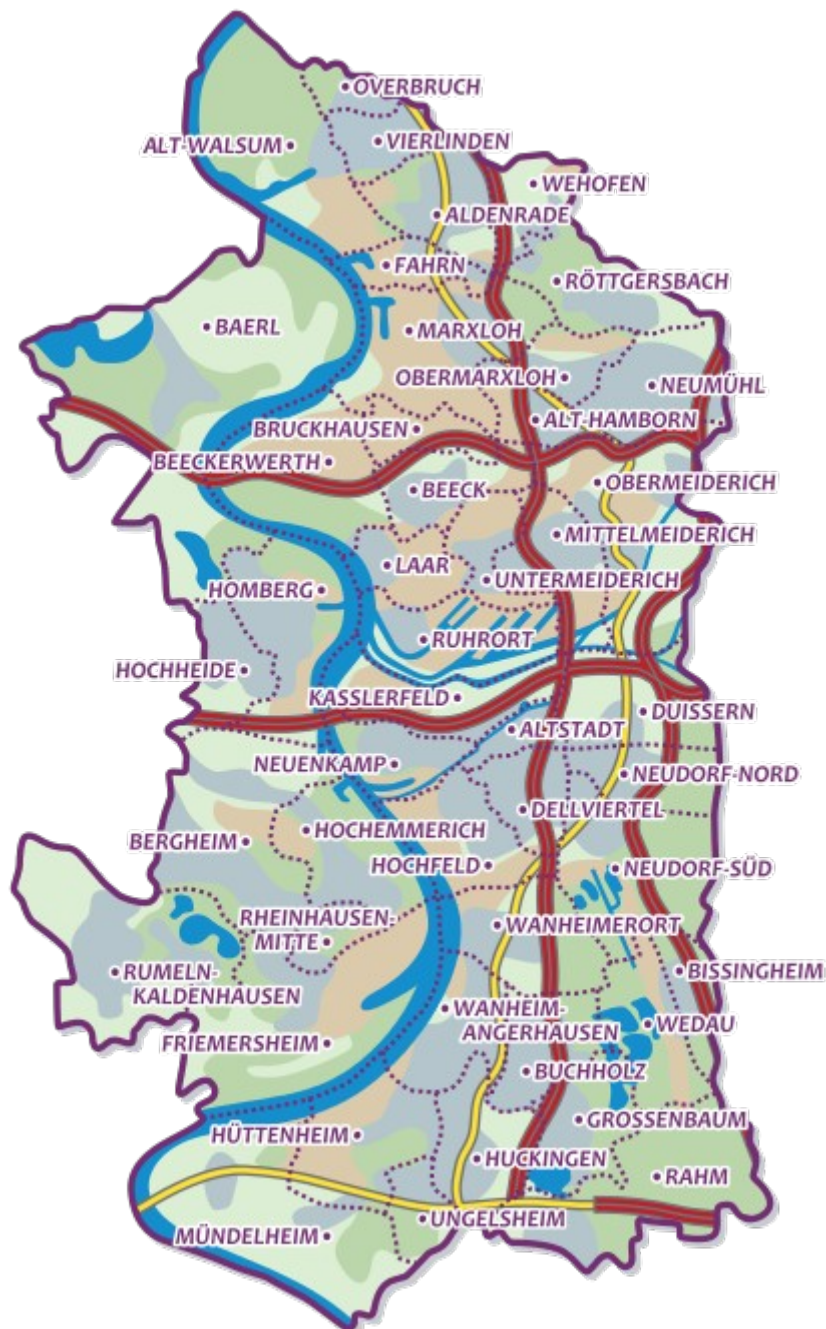 OVERBRUCH
VIERLINDEN
ALT-WALSUM
WEHOFEN
ALDENRADE
FAHRN
RÖTTGERSBACH
BAERL
MARXLOH
OBERMARXLOH
NEUMÜHL
ALT-HAMBORN
BRUCKHAUSEN
BEECKERWERTH
BEECK
OBERMEIDERICH
MITTELMEIDERICH
LAAR
UNTERMEIDERICH
HOMBERG
RUHRORT
HOCHHEIDE
KASSLERFELD
DUISSERN
ALTSTADT
NEUENKAMP
NEUDORF-NORD
DELLVIERTEL
HOCHEMMERICH
BERGHEIM
HOCHFELD
NEUDORF-SÜD
RHEINHAUSEN-
MITTE
WANHEIMERORT
RUMELN-
KALDENHAUSEN
BISSINGHEIM
WANHEIM-
ANGERHAUSEN
WEDAU
FRIEMERSHEIM
BUCHHOLZ
GROSSENBAUM
HÜTTENHEIM
HUCKINGEN
RAHM
UNGELSHEIM
MÜNDELHEIM